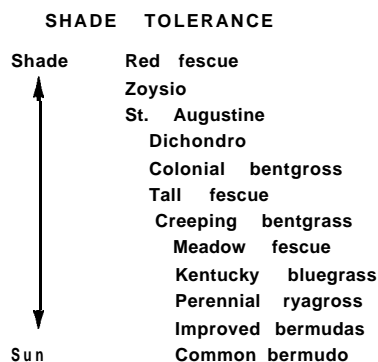 SHADE TOLERANCE
Shade Red fescue
Zoysio
St. Augustine
Dichondro
Colonial bentgross
Tall fescue
Creeping bentgrass
Meadow fescue
Kentucky bluegrass
Perennial ryagross
Improved bermudas
Sun Common bermudo